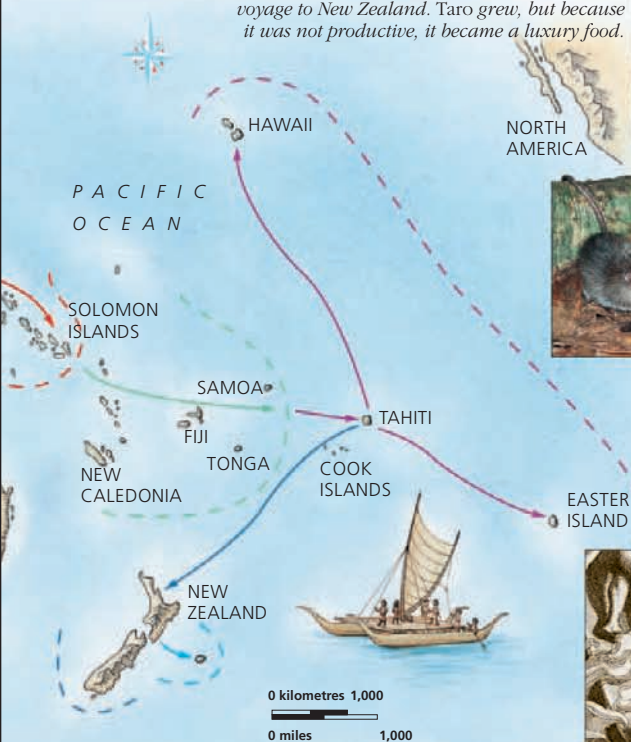 voyage to New Zealand. Taro grew, but because
it was not productive, it became a luxury food.
HAWAII
NORTH
AMERICA
PACIFIC
OCEAN
SOLOMON
ISLANDS
SAMOA
TAHITI
FIJI
TONGA
COOK
ISLANDS
NEW
CALEDONIA
EASTER
ISLAND
NEW
ZEALAND
0 kilometres 1,000
0 miles 1,000